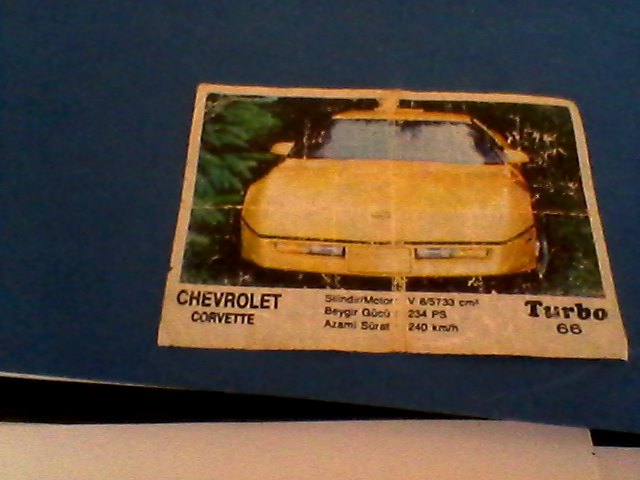 CHEVROLET
CORVETTE
Silindir/Motor : V 8/5733 cm³
Beygir Gücü : 234 PS
Azami Sürat : 240 km/h
Turbo
66